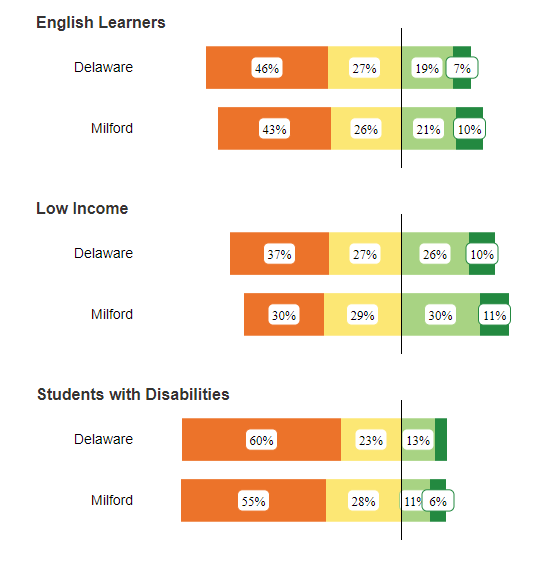 English Learners
Delaware 46% 27% 19% 7%
Milford 43% 26% 21% 10%
Low Income
Delaware 37% 27% 26% 10%
Milford 30% 29% 30% 11%
Students with Disabilities
Delaware 60% 23% 13%
Milford 55% 28% 11% 6%